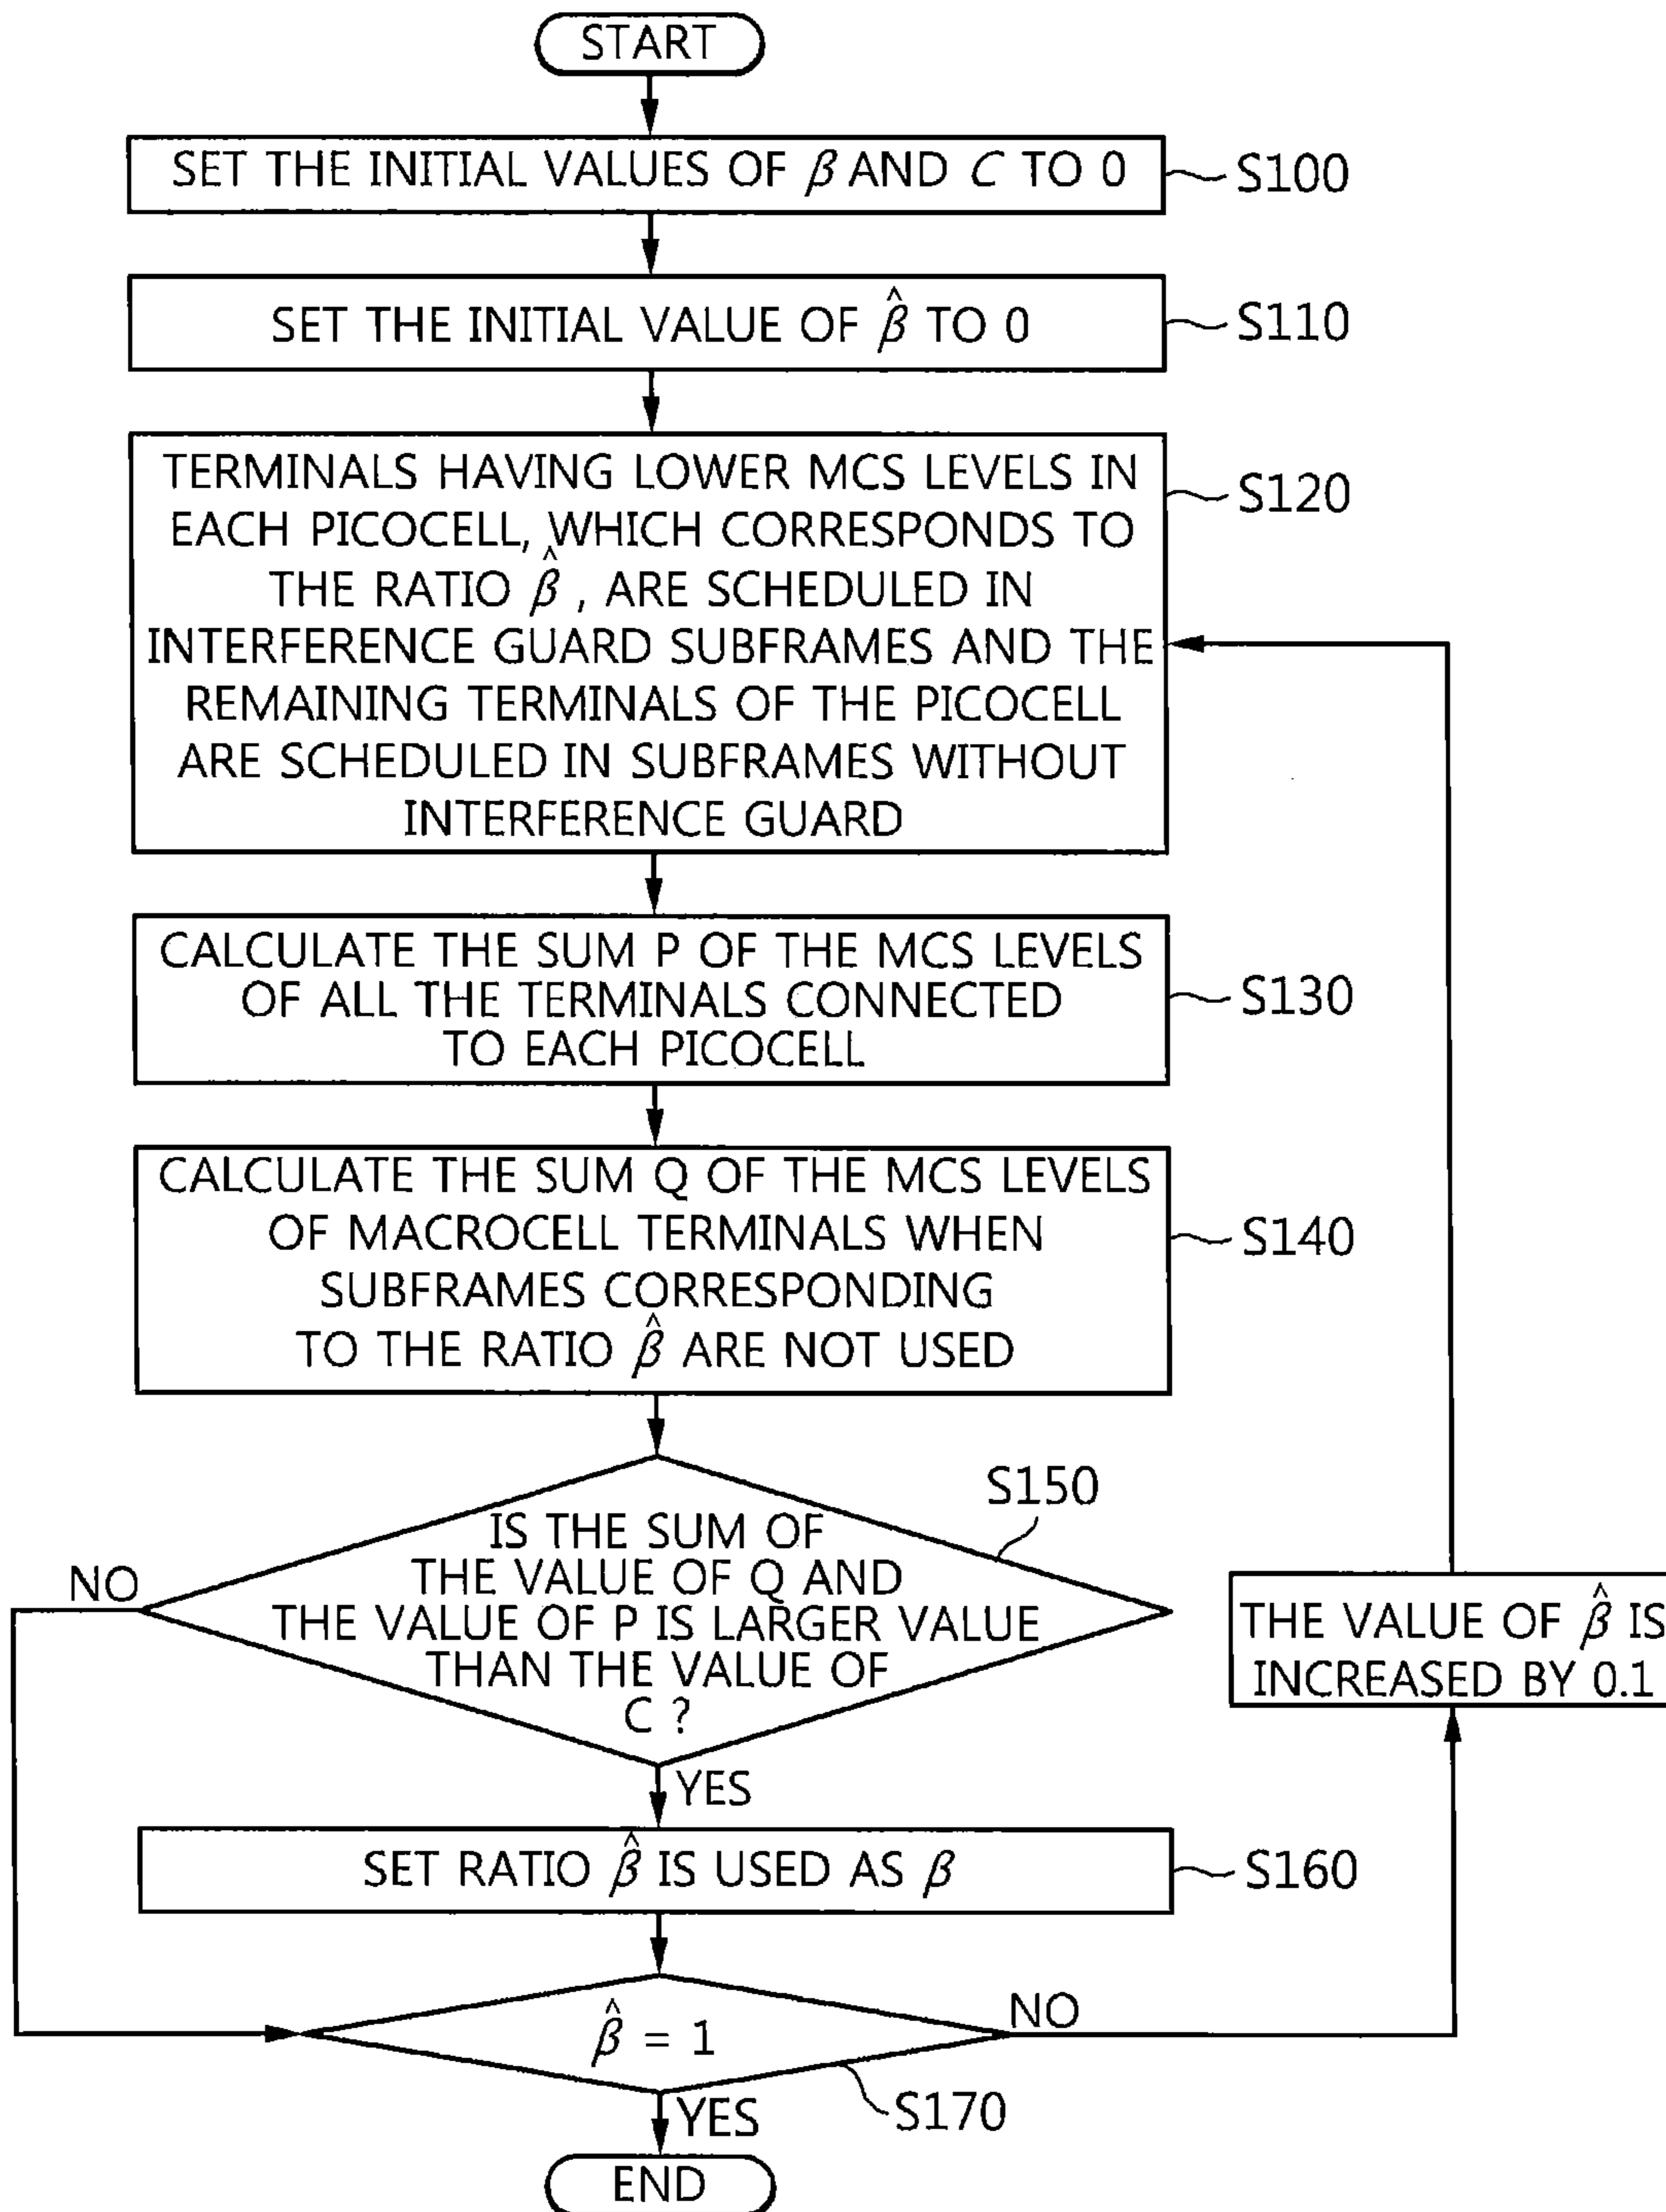 START
SET THE INITIAL VALUES OF β AND C TO 0
S100
SET THE INITIAL VALUE OF β̂ TO 0
S110
TERMINALS HAVING LOWER MCS LEVELS IN
EACH PICOCELL, WHICH CORRESPONDS TO
THE RATIO β̂ , ARE SCHEDULED IN
INTERFERENCE GUARD SUBFRAMES AND THE
REMAINING TERMINALS OF THE PICOCELL
ARE SCHEDULED IN SUBFRAMES WITHOUT
INTERFERENCE GUARD
S120
CALCULATE THE SUM P OF THE MCS LEVELS
OF ALL THE TERMINALS CONNECTED
TO EACH PICOCELL
S130
CALCULATE THE SUM Q OF THE MCS LEVELS
OF MACROCELL TERMINALS WHEN
SUBFRAMES CORRESPONDING
TO THE RATIO β̂ ARE NOT USED
S140
S150
IS THE SUM OF
THE VALUE OF Q AND
THE VALUE OF P IS LARGER VALUE
THAN THE VALUE OF
C ?
NO
YES
THE VALUE OF β̂ IS
INCREASED BY 0.1
SET RATIO β̂ IS USED AS β
S160
β̂ = 1
NO
S170
YES
END